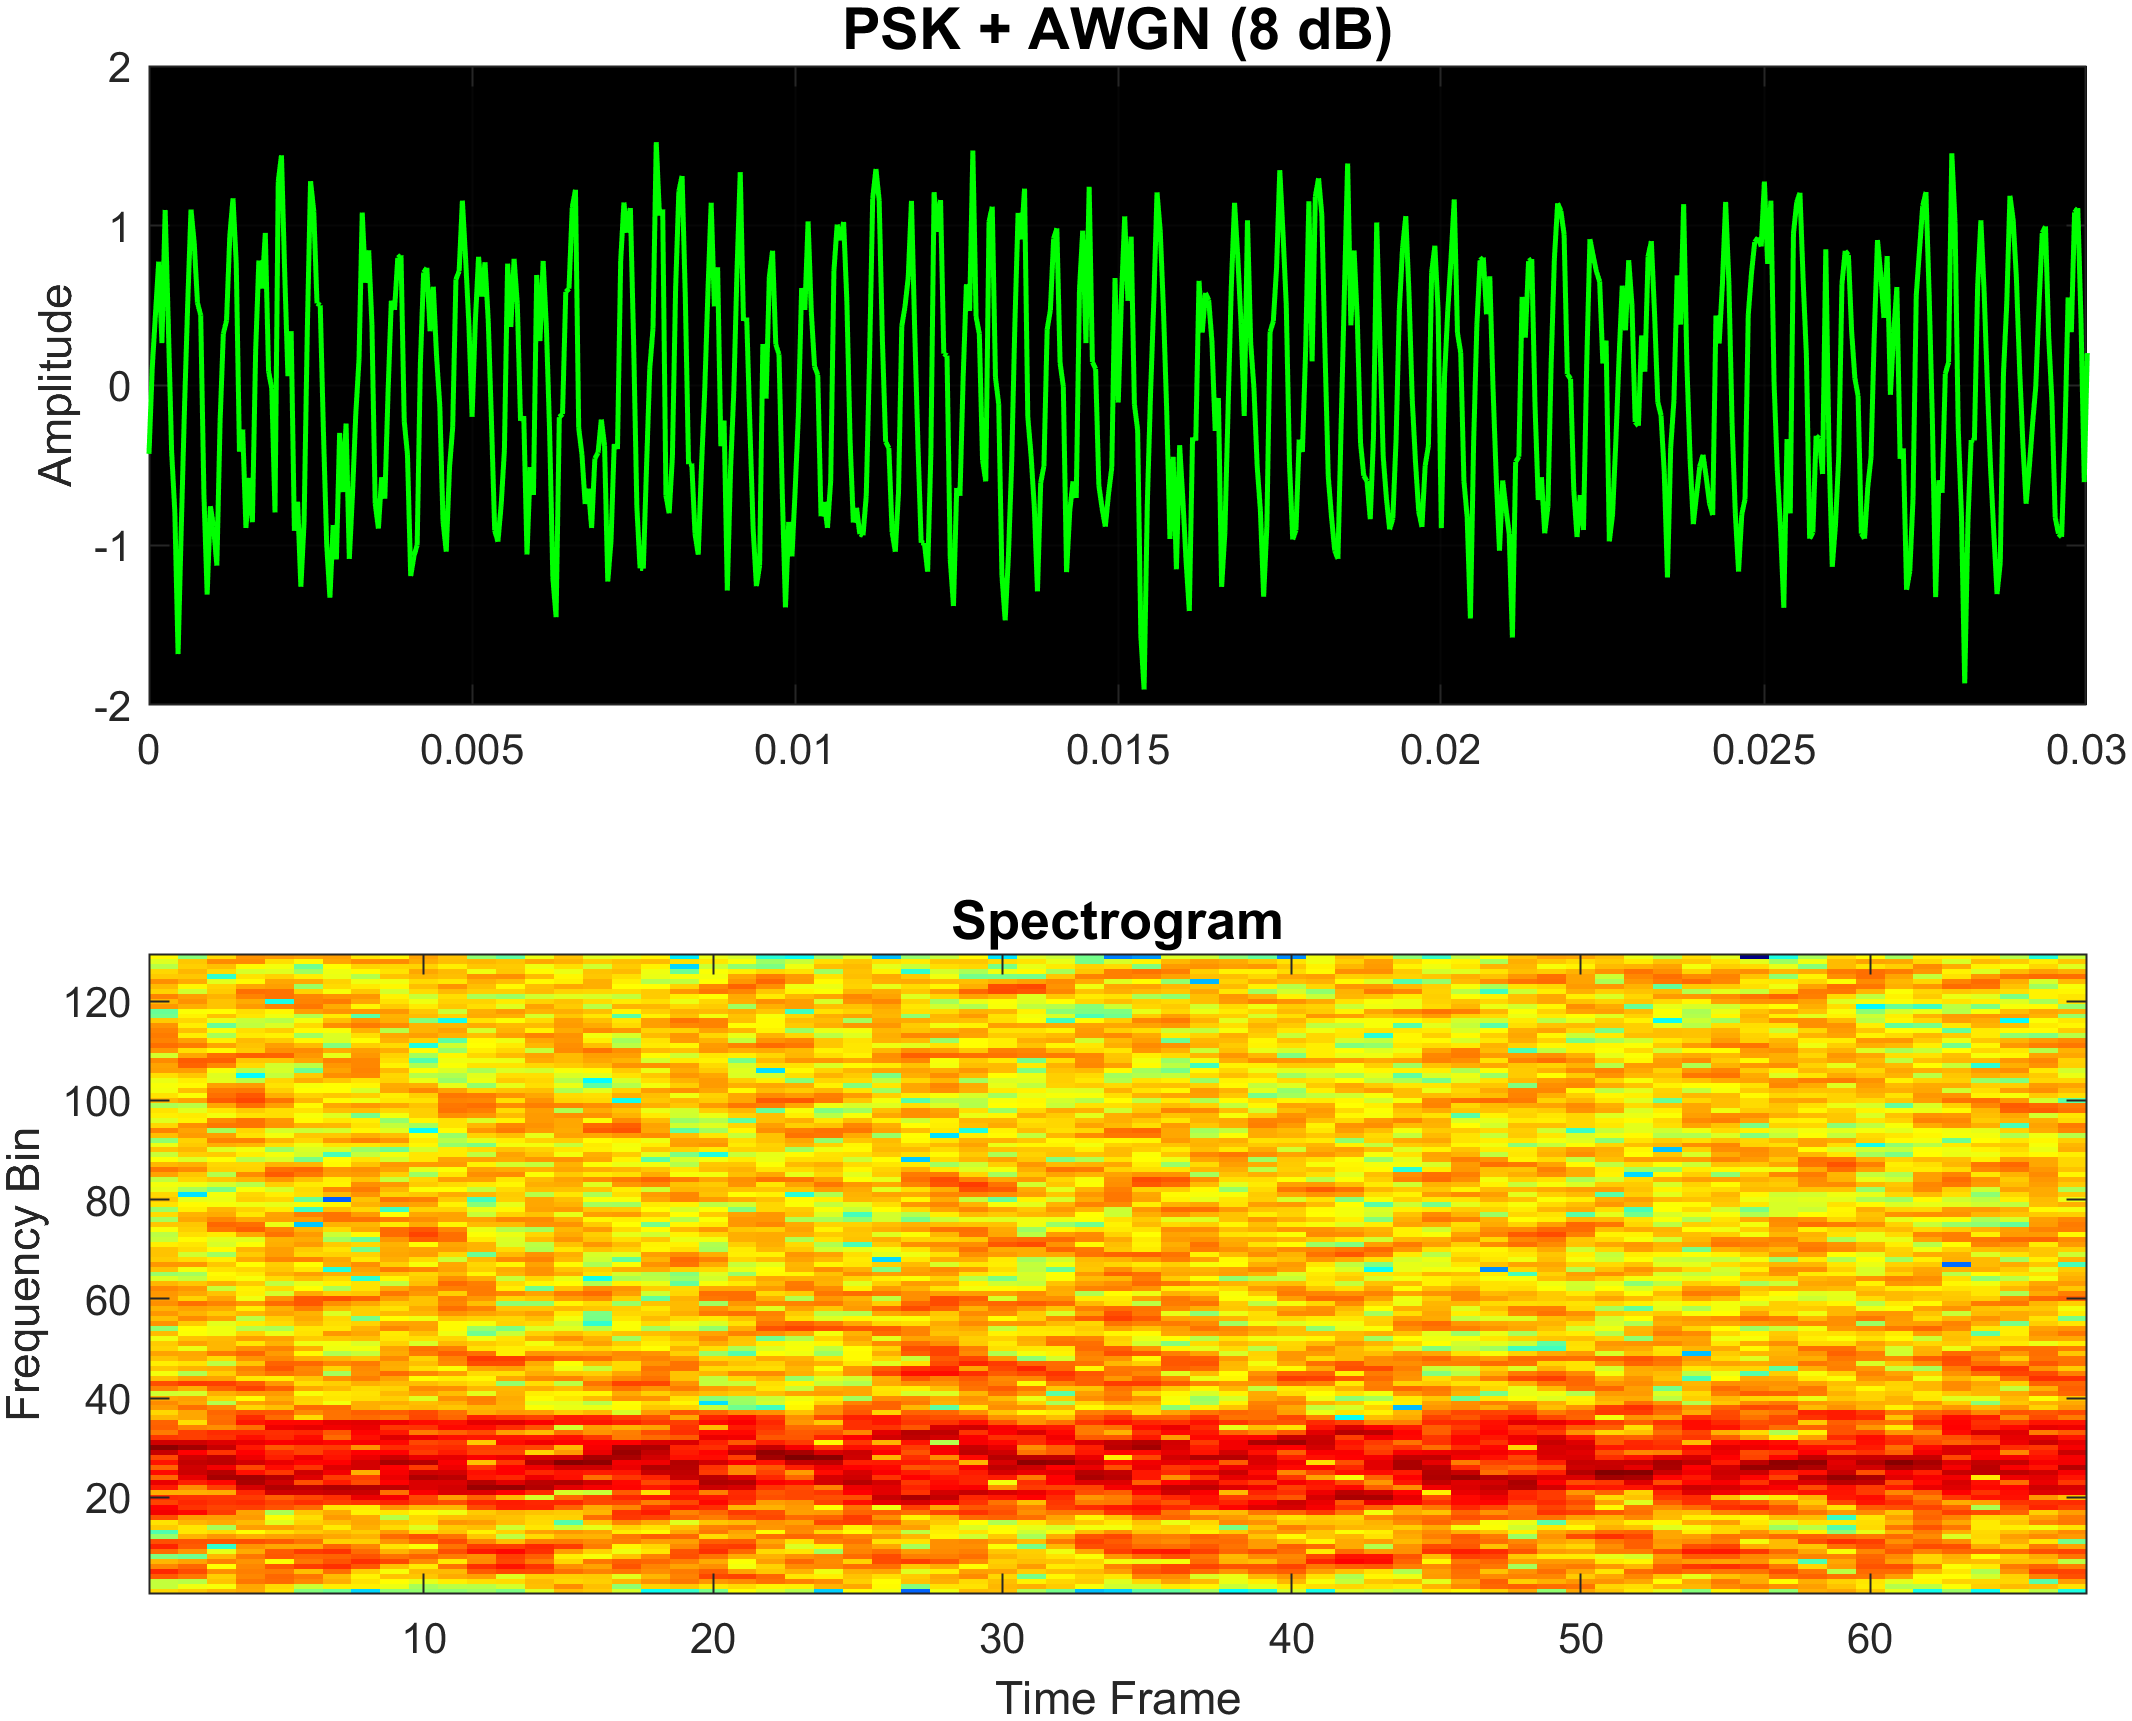 PSK + AWGN (8 dB)
2
1
0
-1
-2
Amplitude
0 0.005 0.01 0.015 0.02 0.025 0.03
Spectrogram
120
100
80
60
40
20
Frequency Bin
10 20 30 40 50 60
Time Frame